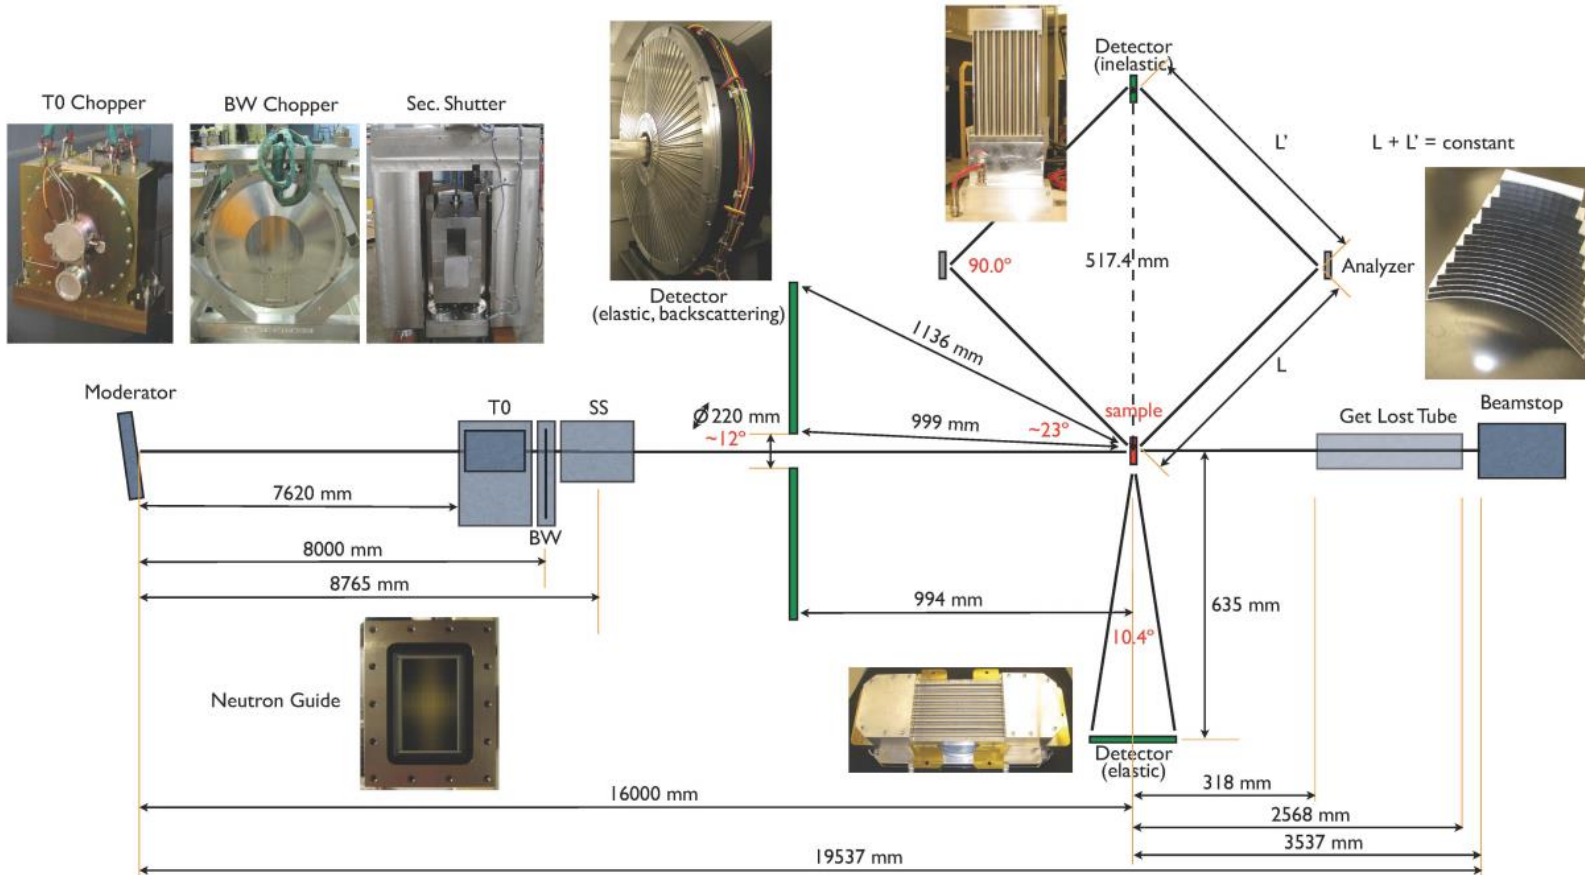 T0 Chopper
BW Chopper
Sec. Shutter
Detector
(elastic, backscattering)
Detector
(inelastic)
L'
L + L' = constant
90.0°
517.4 mm
Analyzer
1136 mm
L
Moderator
T0
SS
Ø 220 mm
~12°
999 mm
~23°
sample
Get Lost Tube
Beamstop
7620 mm
BW
8000 mm
8765 mm
994 mm
635 mm
10.4°
Neutron Guide
Detector
(elastic)
318 mm
16000 mm
2568 mm
3537 mm
19537 mm